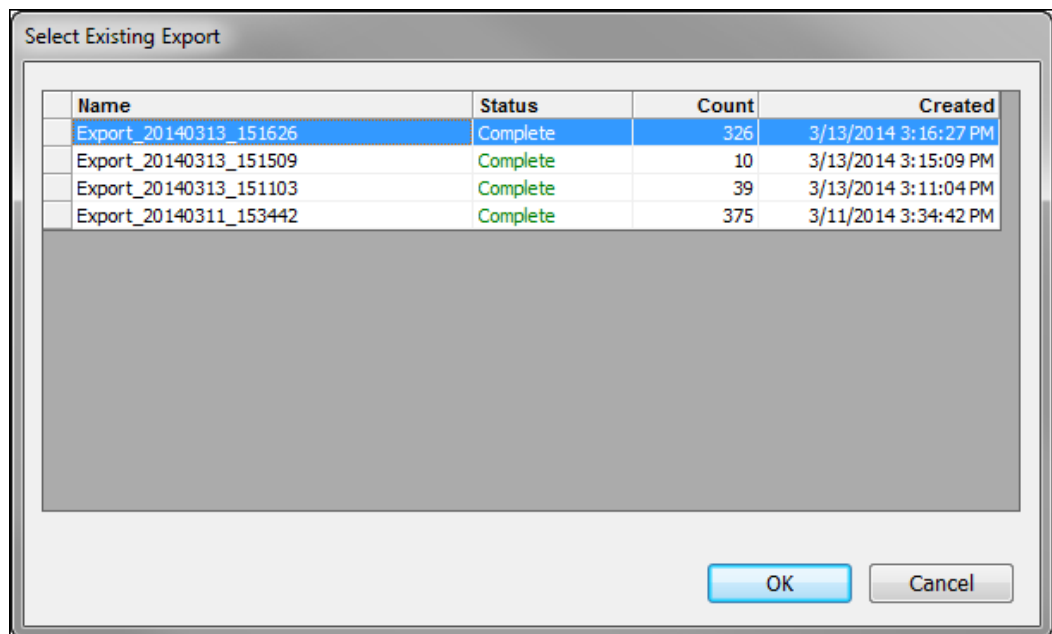 Select Existing Export
Name Status Count Created
Export_20140313_151626 Complete 326 3/13/2014 3:16:27 PM
Export_20140313_151509 Complete 10 3/13/2014 3:15:09 PM
Export_20140313_151103 Complete 39 3/13/2014 3:11:04 PM
Export_20140311_153442 Complete 375 3/11/2014 3:34:42 PM
OK Cancel